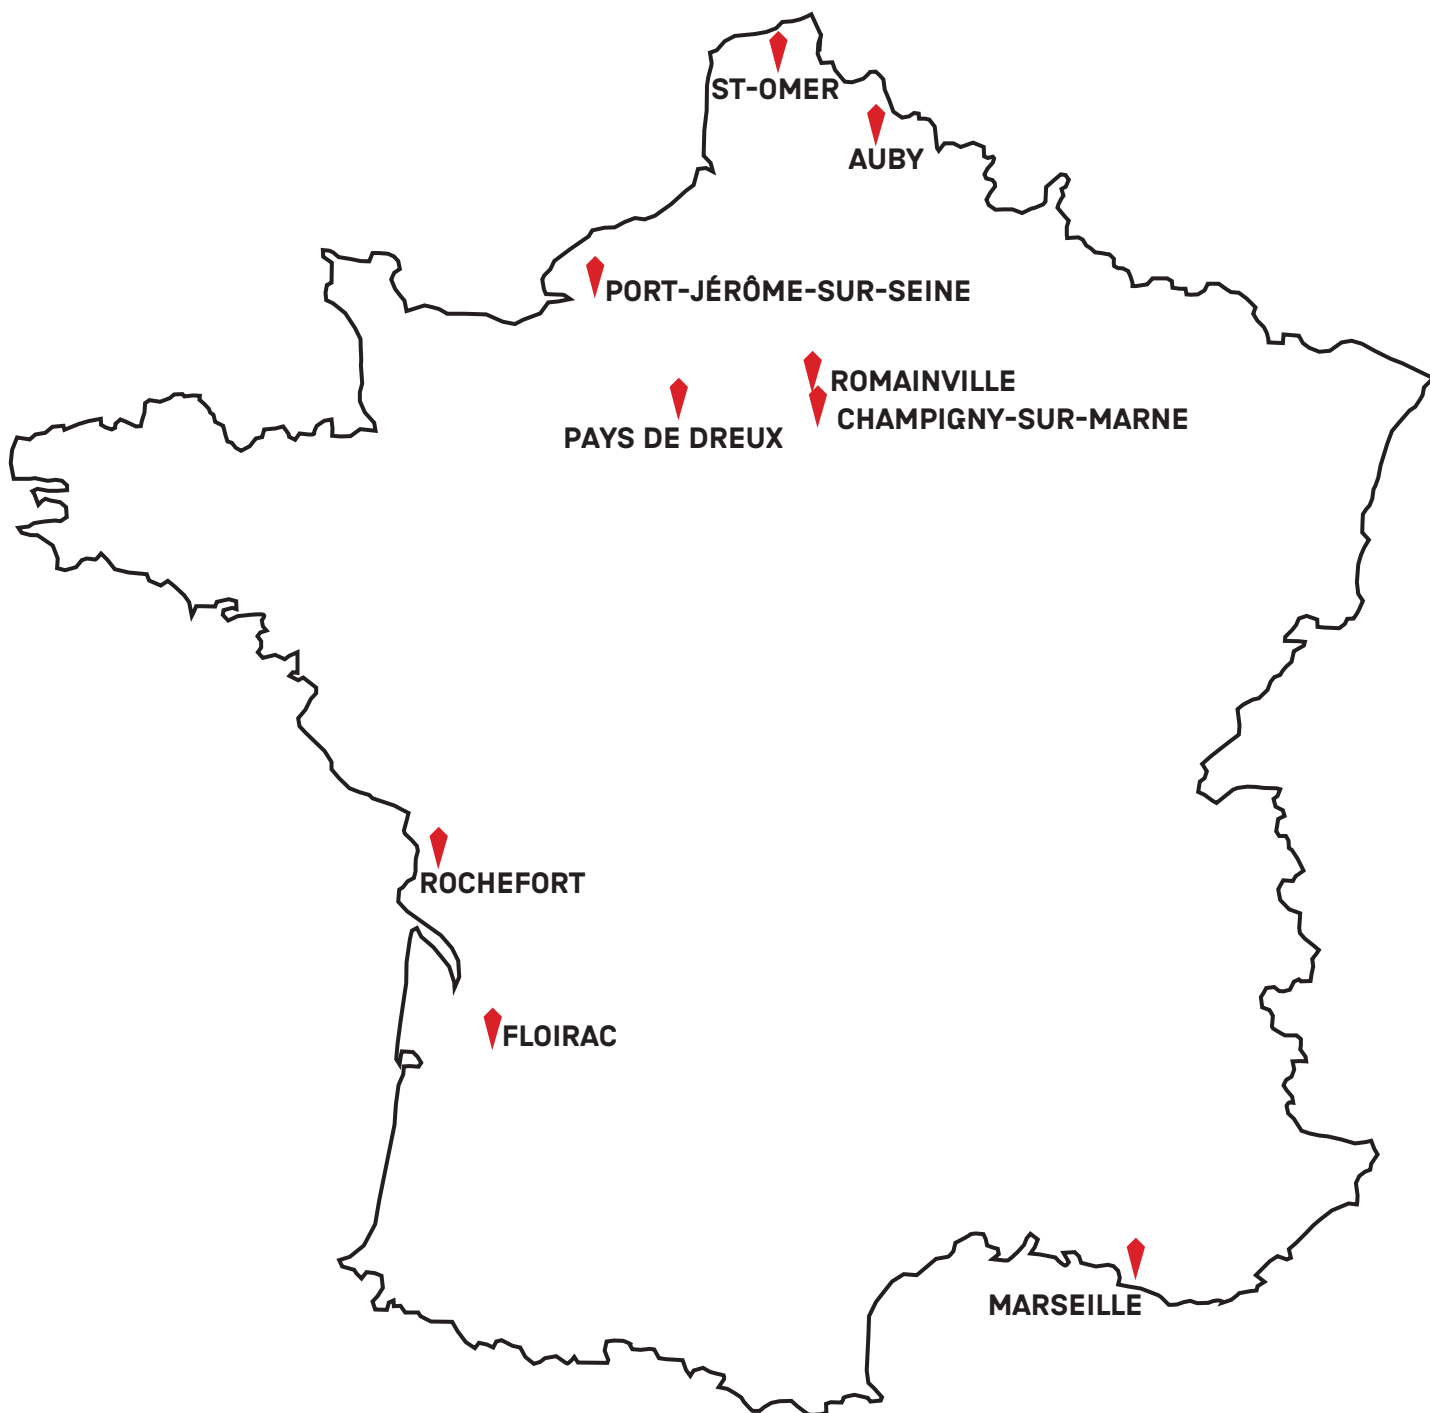 ST-OMER
AUBY
PORT-JÉRÔME-SUR-SEINE
ROMAINVILLE
CHAMPIGNY-SUR-MARNE
PAYS DE DREUX
ROCHEFORT
FLOIRAC
MARSEILLE